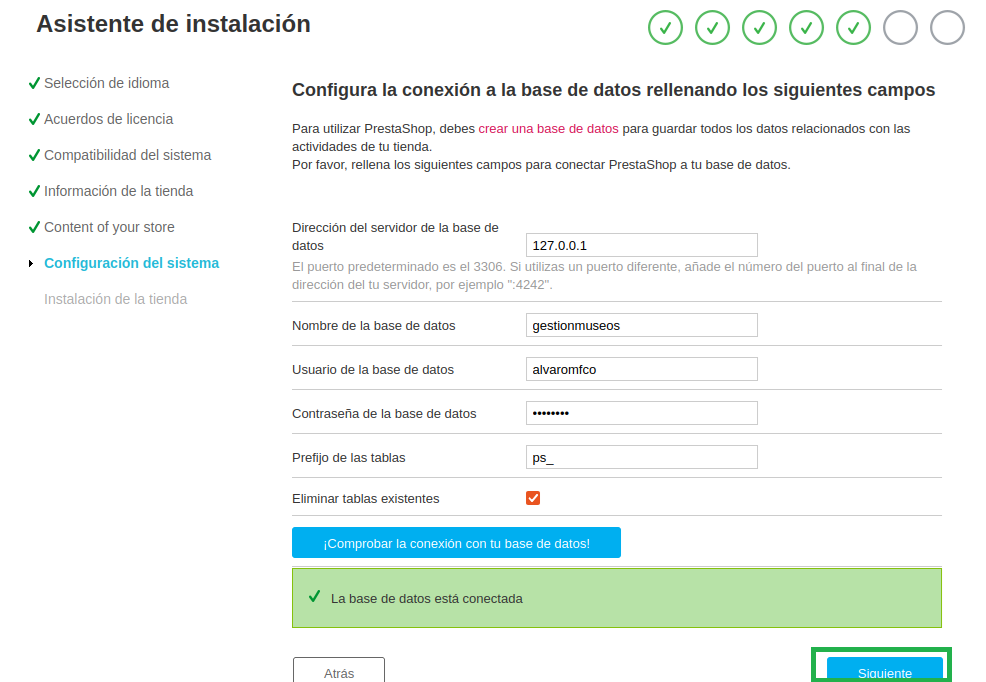 Asistente de instalación
Selección de idioma
Acuerdos de licencia
Compatibilidad del sistema
Información de la tienda
Content of your store
Configuración del sistema
Instalación de la tienda
Configura la conexión a la base de datos rellenando los siguientes campos
Para utilizar PrestaShop, debes crear una base de datos para guardar todos los datos relacionados con las
actividades de tu tienda.
Por favor, rellena los siguientes campos para conectar PrestaShop a tu base de datos.
Dirección del servidor de la base de
datos
127.0.0.1
El puerto predeterminado es el 3306. Si utilizas un puerto diferente, añade el número del puerto al final de la
dirección del tu servidor, por ejemplo ":4242".
Nombre de la base de datos
gestionmuseos
Usuario de la base de datos
alvaromfco
Contraseña de la base de datos
••••••••
Prefijo de las tablas
ps_
Eliminar tablas existentes
¡Comprobar la conexión con tu base de datos!
La base de datos está conectada
Atrás
Siguiente